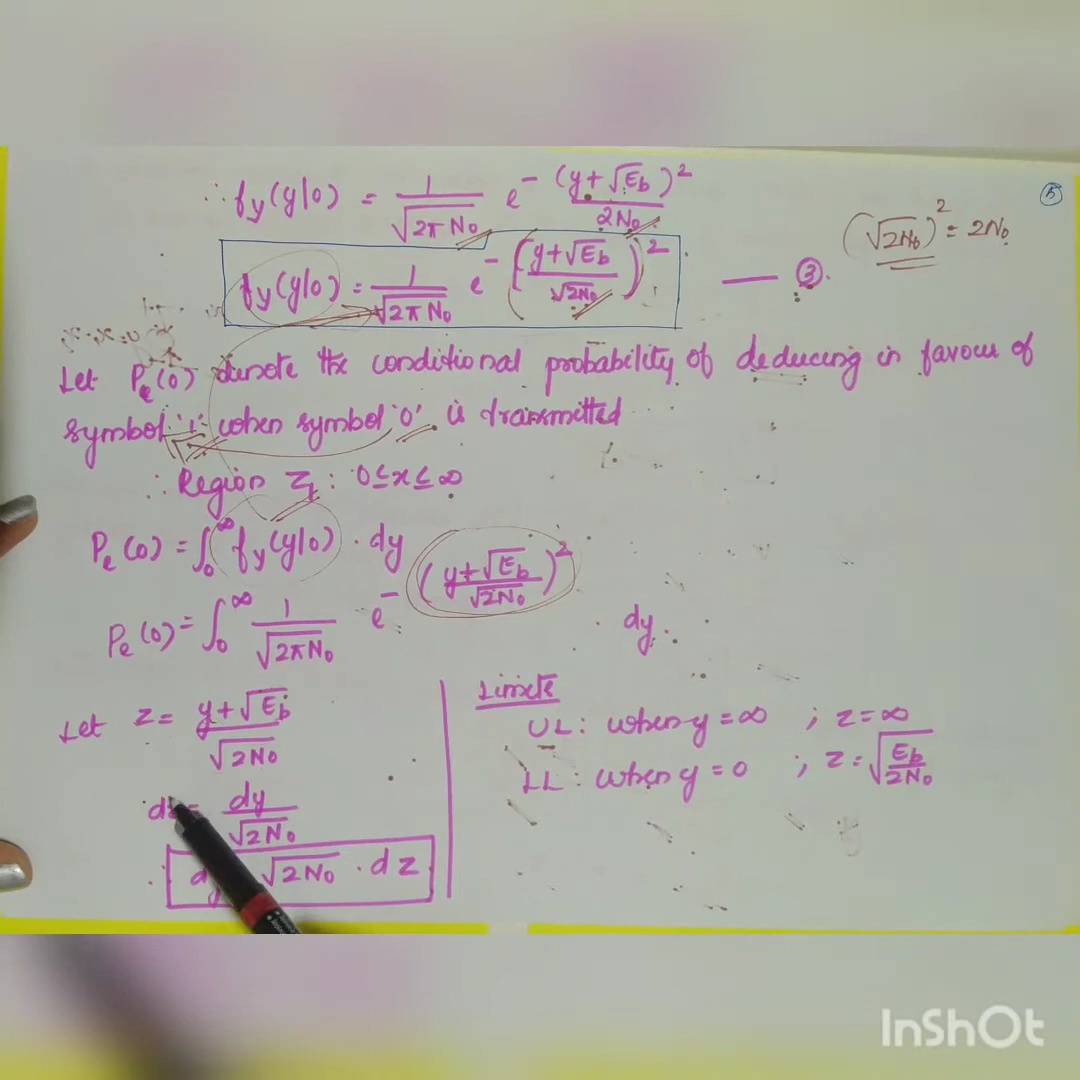 ∴ fy(y|0) = 1/√2πN₀ e^-(y+√Eb)²/2N₀
5
(√2N₀)² = 2N₀
fy(y|0) = 1/√2πN₀ e^-((y+√Eb)/√2N₀)² — ③.
Let Pe(0) denote the conditional probability of deducing in favour of
symbol '1' when symbol '0' is transmitted
∴ Region Z₁ : 0≤x≤∞
Pe(0) = ∫₀^∞ fy(y|0) · dy
Pe(0) = ∫₀^∞ 1/√2πN₀ e^-((y+√Eb)/√2N₀)² · dy.
Let z = (y+√Eb)/√2N₀
dz = dy/√2N₀
∴ dy √2N₀ · dz
Limits
UL : when y = ∞ ; z = ∞
LL : when y = 0 ; z = √Eb/2N₀
InShOt